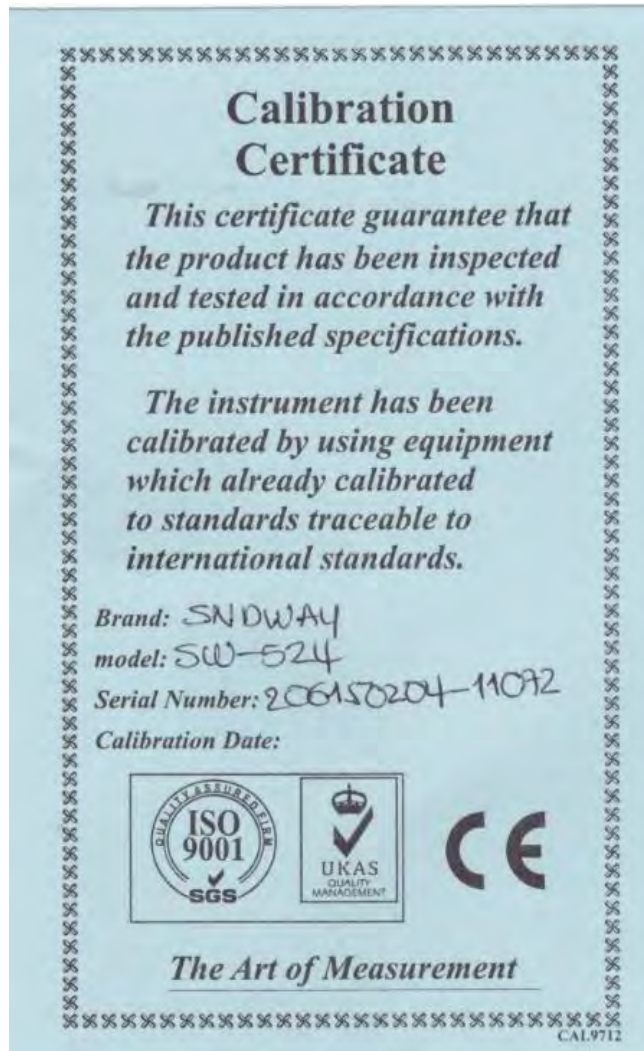 Calibration
Certificate
This certificate guarantee that
the product has been inspected
and tested in accordance with
the published specifications.
The instrument has been
calibrated by using equipment
which already calibrated
to standards traceable to
international standards.
Brand: SNDWAY
model: SW-524
Serial Number: 206150204-11092
Calibration Date:
QUALITY ASSURED FIRM
ISO
9001
SGS
UKAS
QUALITY
MANAGEMENT
CE
The Art of Measurement
CAL9712